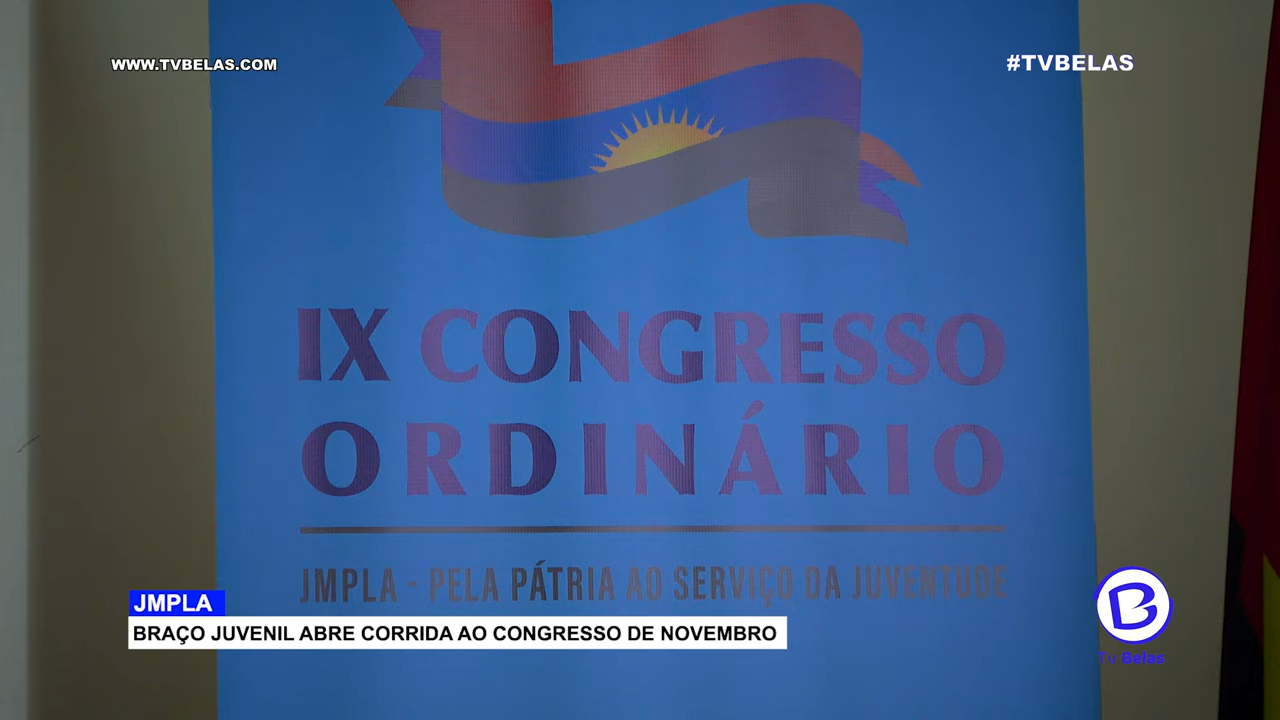 WWW.TVBELAS.COM
#TVBELAS
IX CONGRESSO
ORDINÁRIO
JMPLA - PELA PÁTRIA AO SERVIÇO DA JUVENTUDE
JMPLA
BRAÇO JUVENIL ABRE CORRIDA AO CONGRESSO DE NOVEMBRO
B
Tv Belas